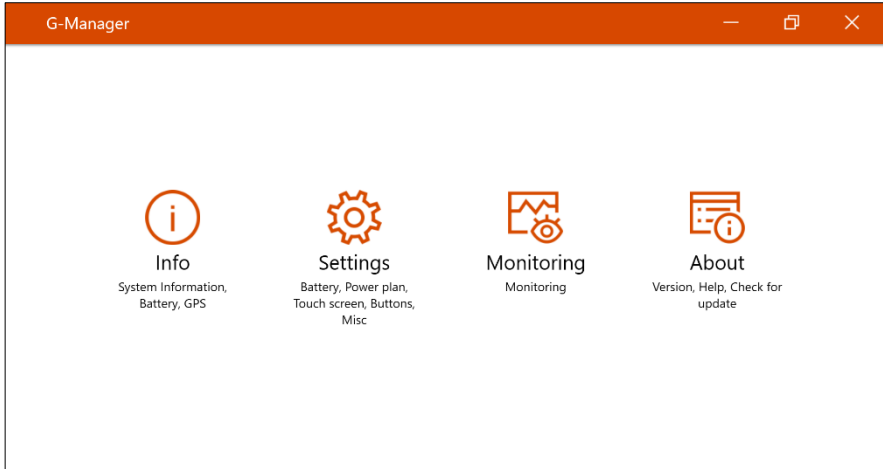 G-Manager
Info
System Information,
Battery, GPS
Settings
Battery, Power plan,
Touch screen, Buttons,
Misc
Monitoring
Monitoring
About
Version, Help, Check for
update